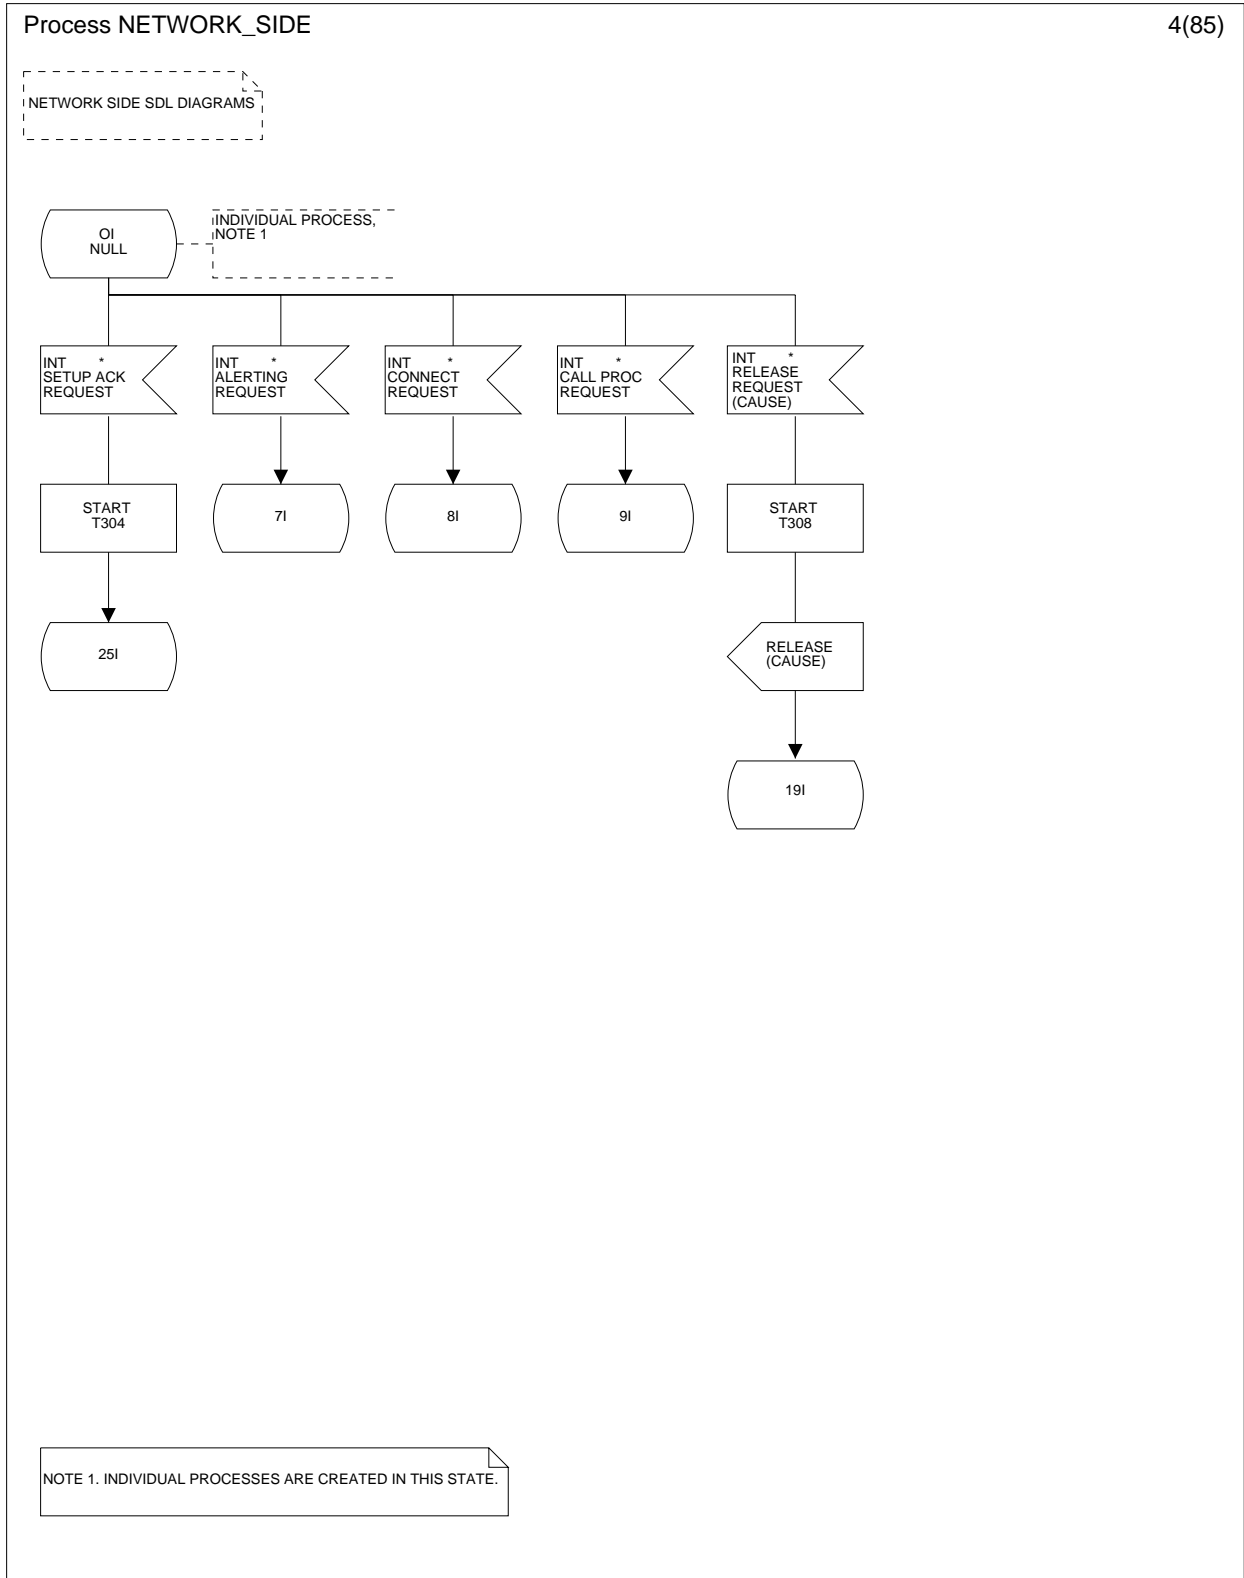 Process NETWORK_SIDE 4(85)
NETWORK SIDE SDL DIAGRAMS
OI
NULL
INDIVIDUAL PROCESS,
NOTE 1
INT *
SETUP ACK
REQUEST
INT *
ALERTING
REQUEST
INT *
CONNECT
REQUEST
INT *
CALL PROC
REQUEST
INT *
RELEASE
REQUEST
(CAUSE)
START
T304
7I
8I
9I
START
T308
25I
RELEASE
(CAUSE)
19I
NOTE 1. INDIVIDUAL PROCESSES ARE CREATED IN THIS STATE.